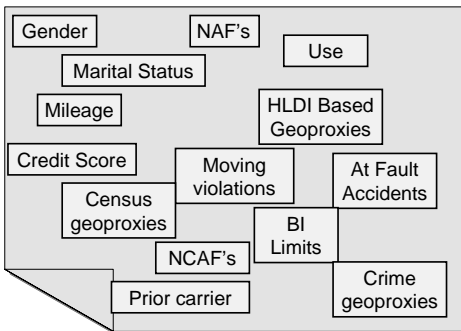 Gender
NAF's
Use
Marital Status
Mileage
HLDI Based
Geoproxies
Credit Score
Moving
violations
At Fault
Accidents
Census
geoproxies
BI
Limits
NCAF's
Crime
geoproxies
Prior carrier